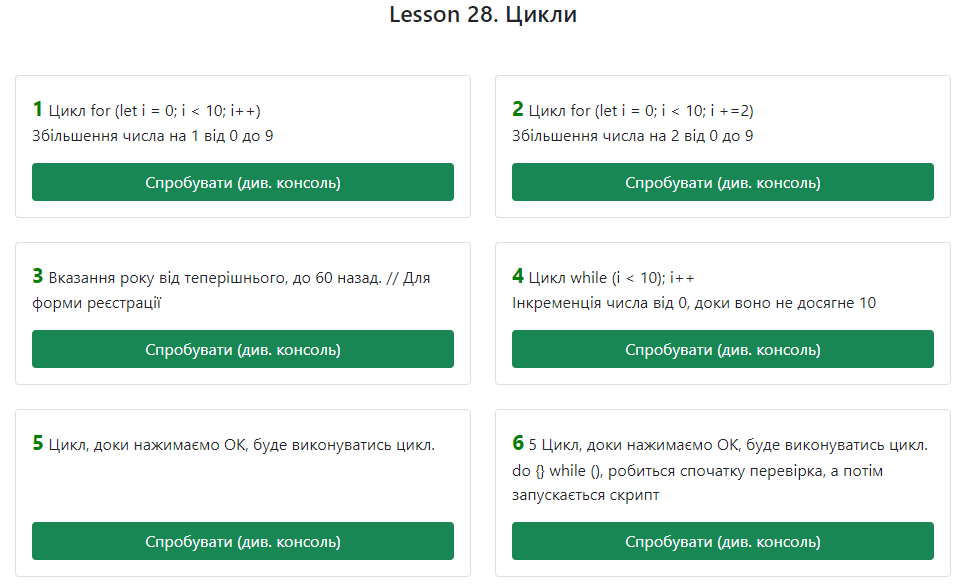 Lesson 28. Цикли
1 Цикл for (let i = 0; i < 10; i++)
Збільшення числа на 1 від 0 до 9
Спробувати (див. консоль)
2 Цикл for (let i = 0; i < 10; i +=2)
Збільшення числа на 2 від 0 до 9
Спробувати (див. консоль)
3 Вказання року від теперішнього, до 60 назад. // Для
форми реєстрації
Спробувати (див. консоль)
4 Цикл while (i < 10); i++
Інкременція числа від 0, доки воно не досягне 10
Спробувати (див. консоль)
5 Цикл, доки нажимаємо ОК, буде виконуватись цикл.
Спробувати (див. консоль)
6 5 Цикл, доки нажимаємо ОК, буде виконуватись цикл.
do {} while (), робиться спочатку перевірка, а потім
запускається скрипт
Спробувати (див. консоль)